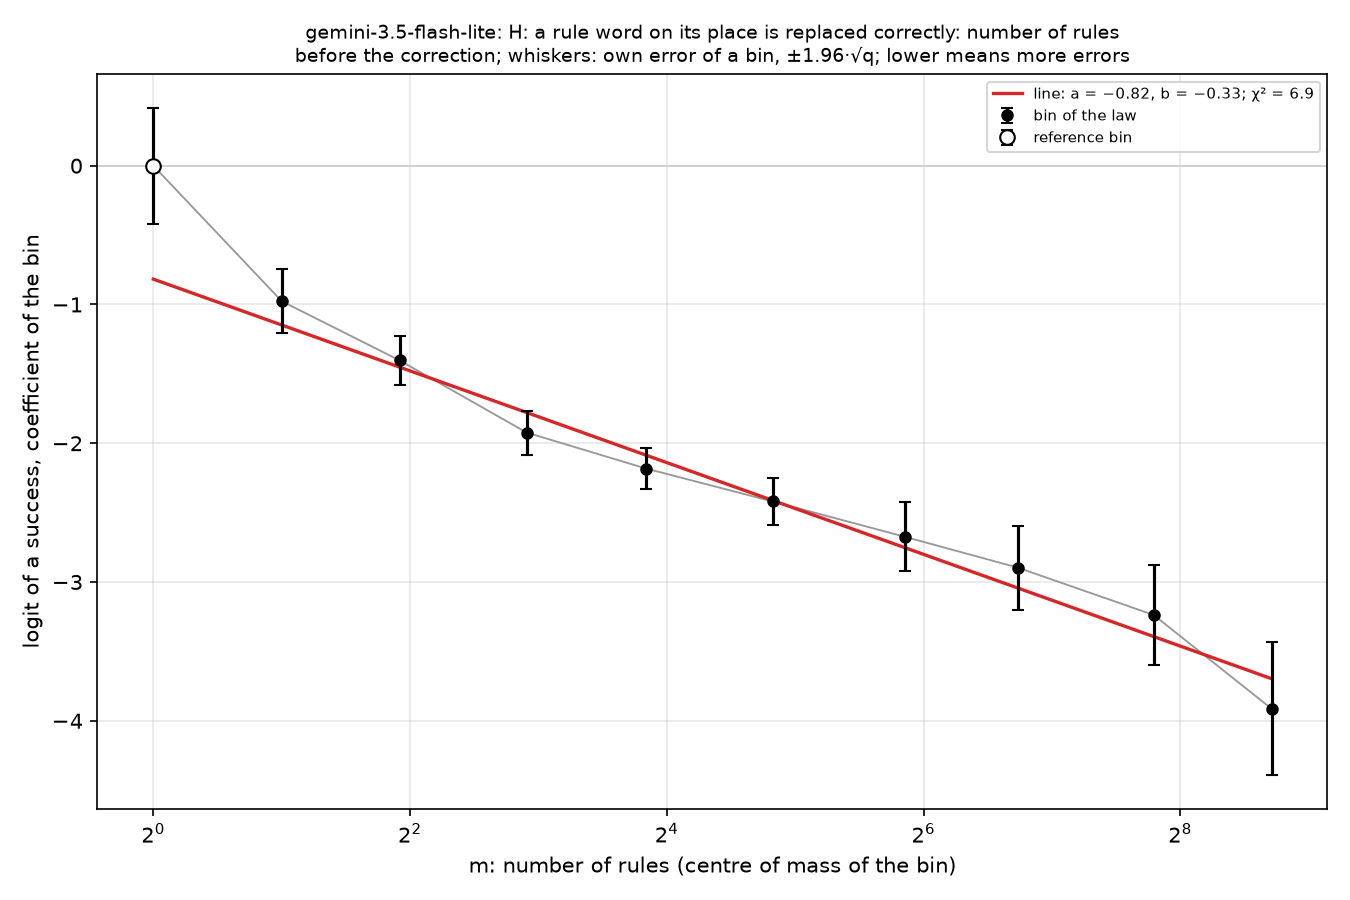 gemini-3.5-flash-lite: H: a rule word on its place is replaced correctly: number of rules
before the correction; whiskers: own error of a bin, ±1.96·√q; lower means more errors
line: a = −0.82, b = −0.33; χ² = 6.9
bin of the law
reference bin
logit of a success, coefficient of the bin
0
−1
−2
−3
−4
2⁰ 2² 2⁴ 2⁶ 2⁸
m: number of rules (centre of mass of the bin)